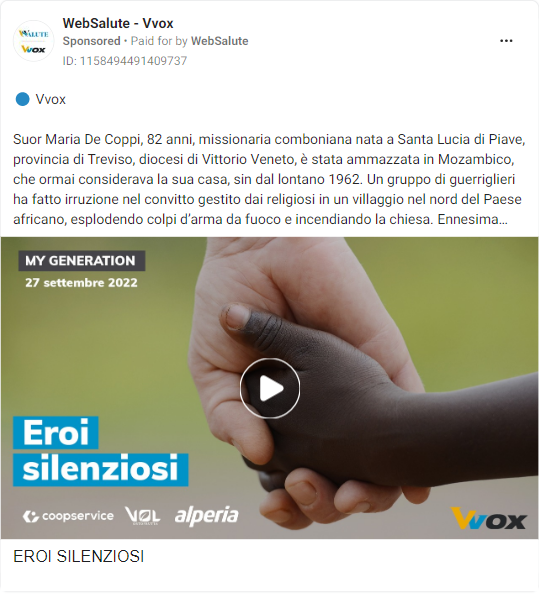 WebSalute - Vvox
Sponsored • Paid for by WebSalute
ID: 1158494491409737
Vvox
Suor Maria De Coppi, 82 anni, missionaria comboniana nata a Santa Lucia di Piave,
provincia di Treviso, diocesi di Vittorio Veneto, è stata ammazzata in Mozambico,
che ormai considerava la sua casa, sin dal lontano 1962. Un gruppo di guerriglieri
ha fatto irruzione nel convitto gestito dai religiosi in un villaggio nel nord del Paese
africano, esplodendo colpi d’arma da fuoco e incendiando la chiesa. Ennesima...
MY GENERATION
27 settembre 2022
Eroi
silenziosi
coopservice
alperia
Vvox
EROI SILENZIOSI